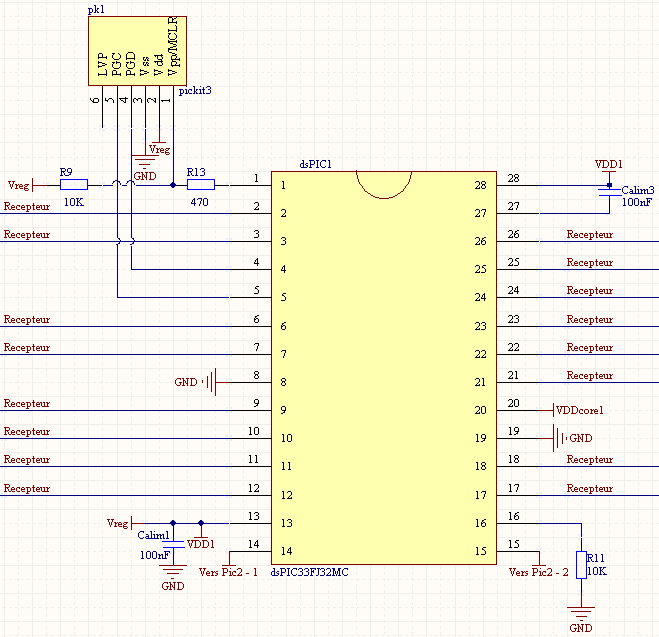 pk1
LVP
PGC
PGD
Vss
Vdd
Vpp/MCLR
pickit3
6
5
4
3
2
1
Vreg
GND
dsPIC1
Vreg
R9
10K
R13
470
1
1
28
28
VDD1
Calim3
100nF
Recepteur
2
2
27
27
Recepteur
3
3
26
26
Recepteur
4
4
25
25
Recepteur
5
5
24
24
Recepteur
Recepteur
6
6
23
23
Recepteur
Recepteur
7
7
22
22
Recepteur
GND
8
8
21
21
Recepteur
Recepteur
9
9
20
20
VDDcore1
Recepteur
10
10
19
19
GND
Recepteur
11
11
18
18
Recepteur
Recepteur
12
12
17
17
Recepteur
Vreg
13
13
16
16
Calim1
100nF
VDD1
GND
14
14
15
15
Vers Pic2 - 1
dsPIC33FJ32MC
Vers Pic2 - 2
R11
10K
GND